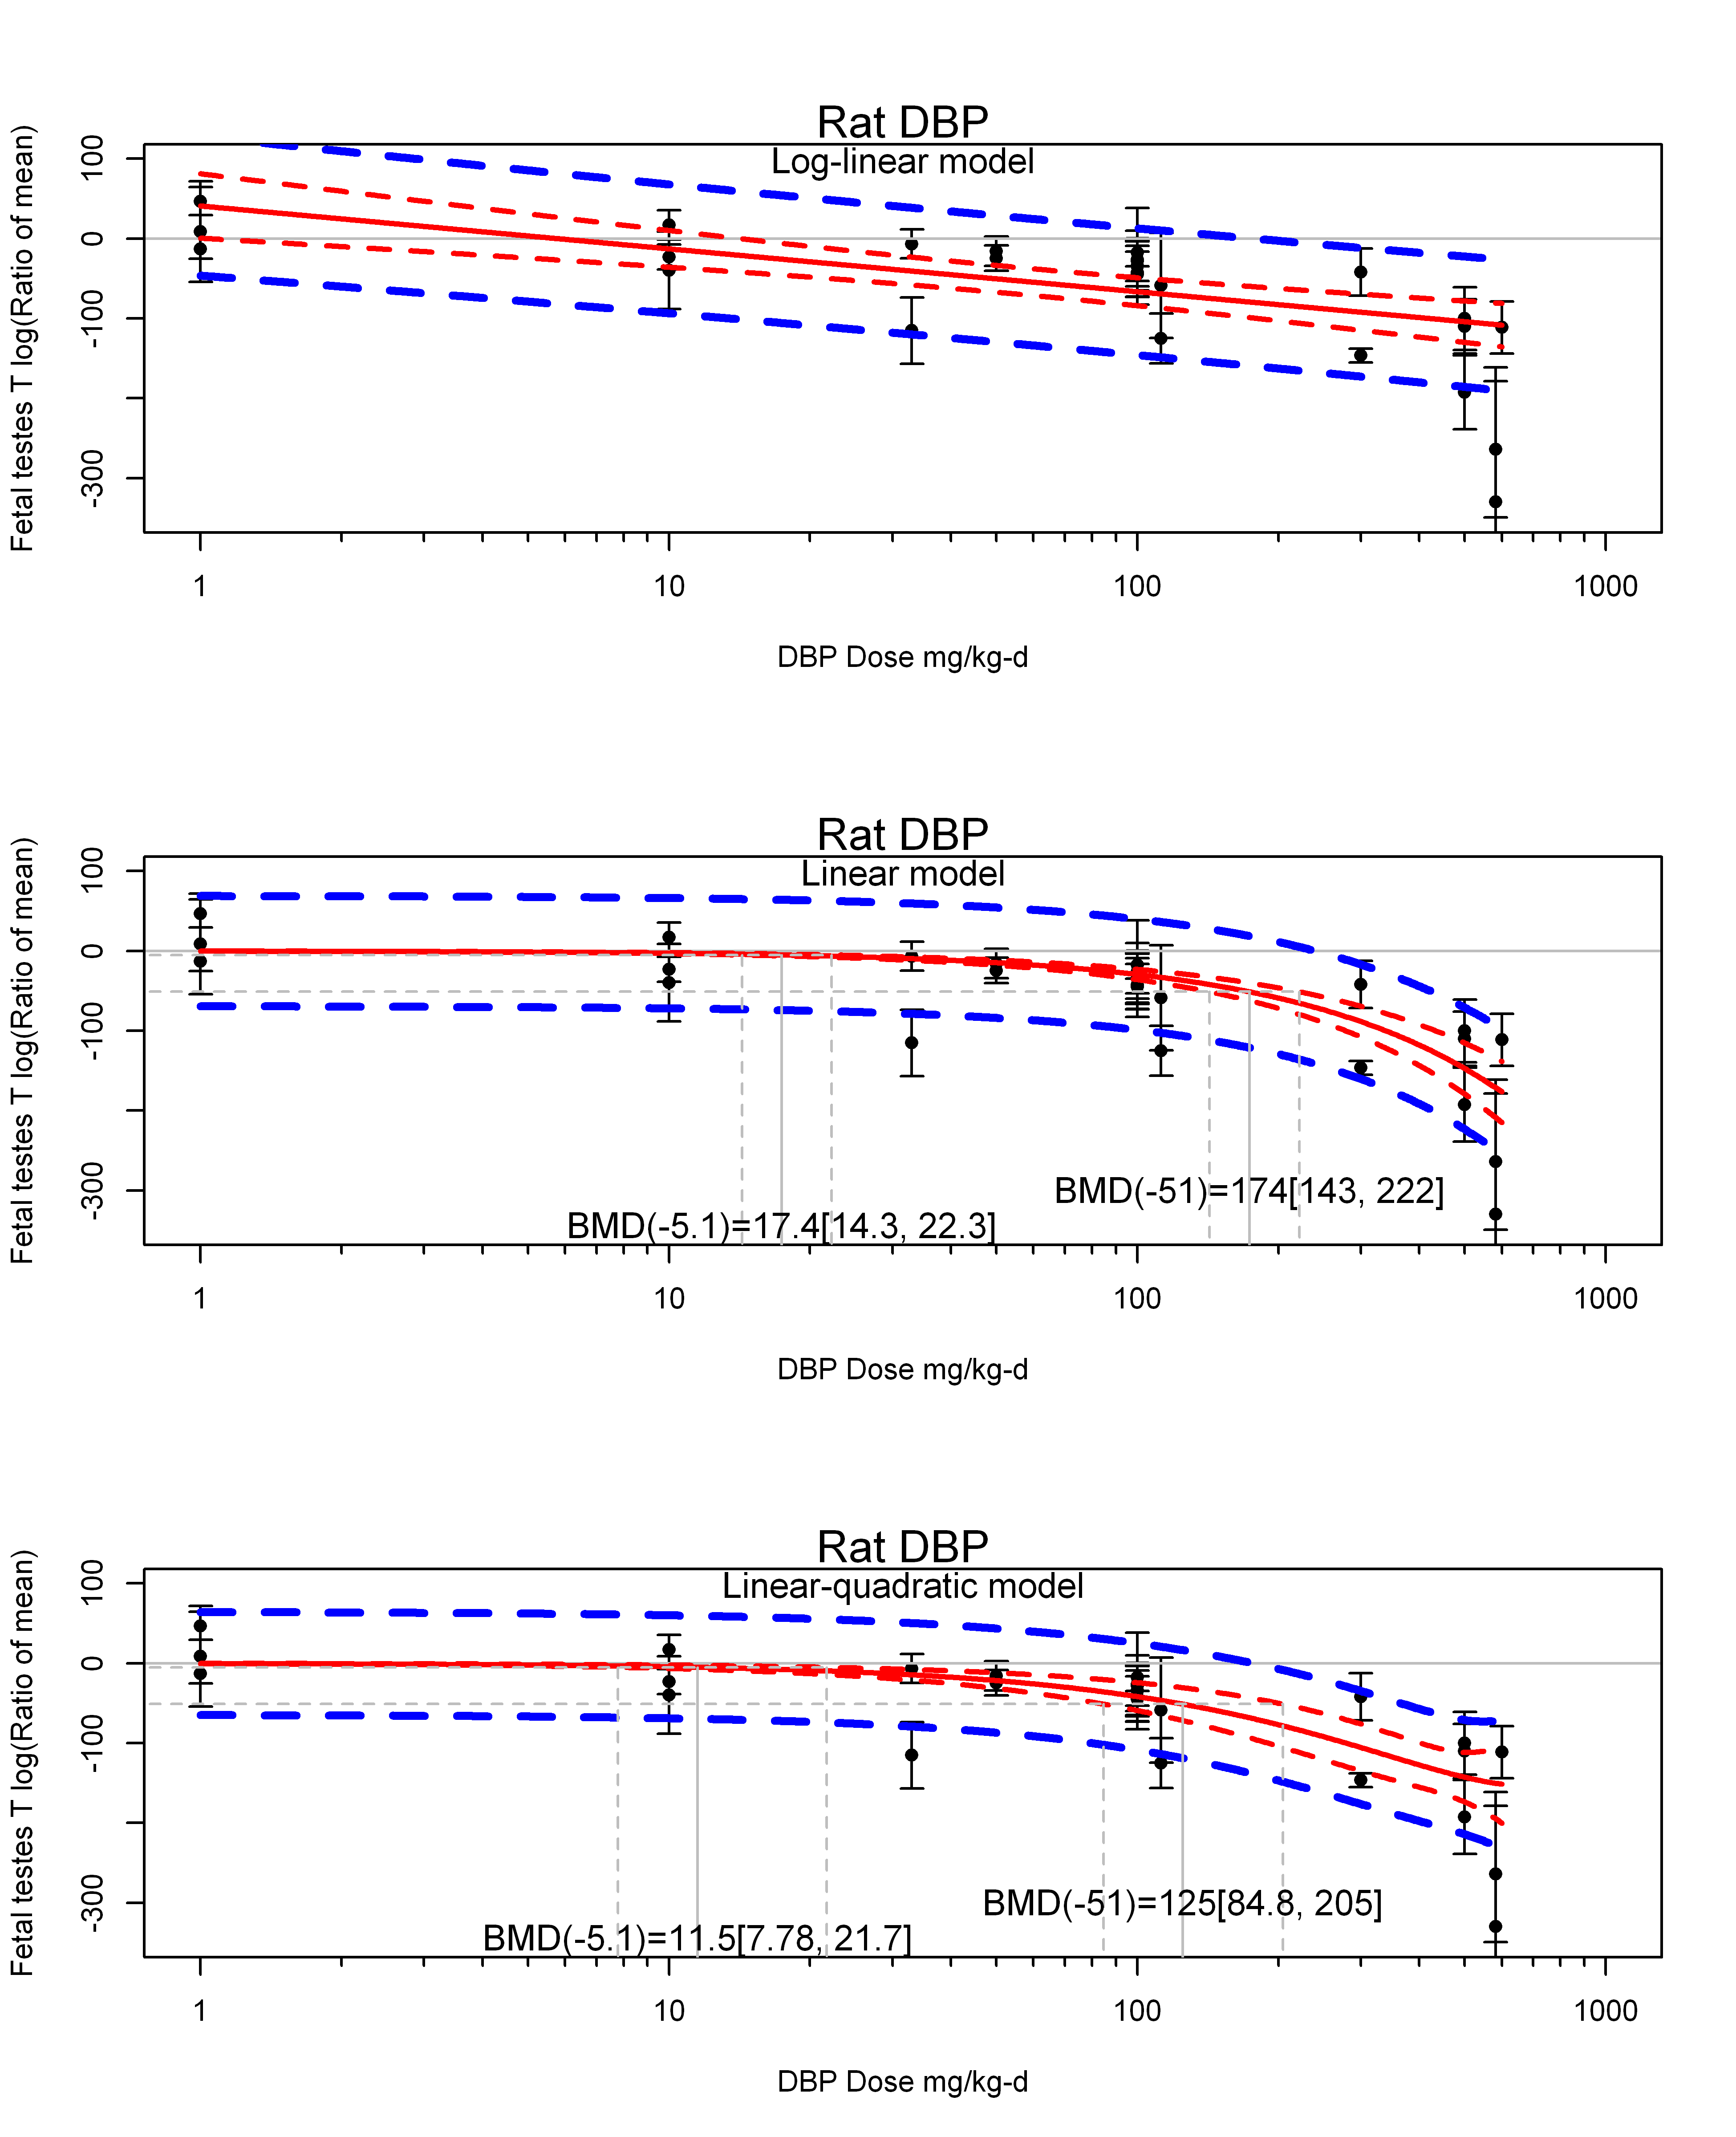 Rat DBP
Log-linear model
Fetal testes T log(Ratio of mean)
100
0
-100
-300
1 10 100 1000
DBP Dose mg/kg-d
Rat DBP
Linear model
Fetal testes T log(Ratio of mean)
100
0
-100
-300
BMD(-51)=174[143, 222]
BMD(-5.1)=17.4[14.3, 22.3]
1 10 100 1000
DBP Dose mg/kg-d
Rat DBP
Linear-quadratic model
Fetal testes T log(Ratio of mean)
100
0
-100
-300
BMD(-51)=125[84.8, 205]
BMD(-5.1)=11.5[7.78, 21.7]
1 10 100 1000
DBP Dose mg/kg-d